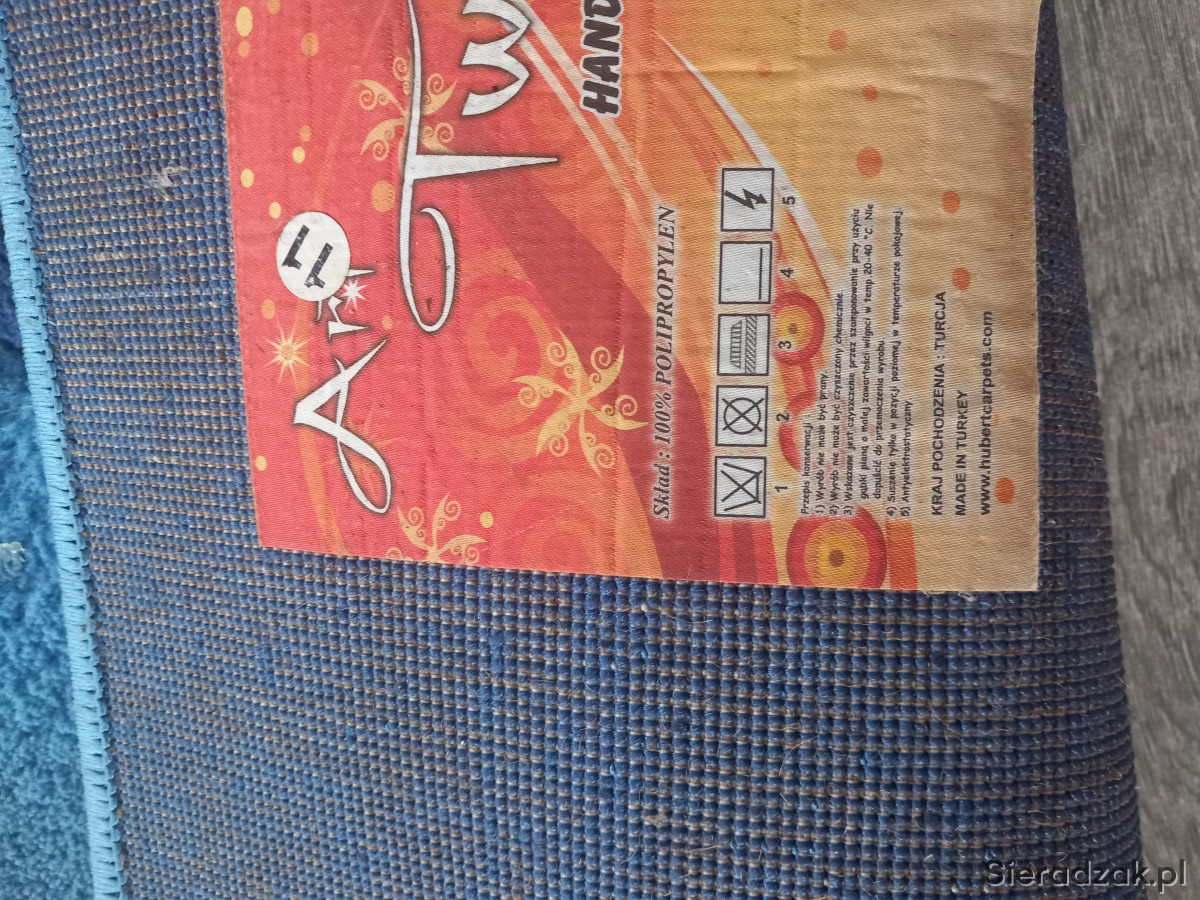 Art
Tw
HAND
Skład : 100% POLIPROPYLEN
1 2 3 4 5
Przepis konserwacji :
1) Wyrób nie może być prany.
2) Wyrób nie może być czyszczony chemicznie
3) Wskazane jest czyszczenie przez szamponowanie przy użyciu
gąbki pianą o małej zawartości wilgoci w temp. 20-40 °C. Nie
dopuścić do przemoczenia wyrobu.
4) Suszenie tylko w pozycji poziomej w temperaturze pokojowej.
5) Antyelektrostatyczny.
KRAJ POCHODZENIA : TURCJA
MADE IN TURKEY
www.hubertcarpets.com
Sieradzak.pl